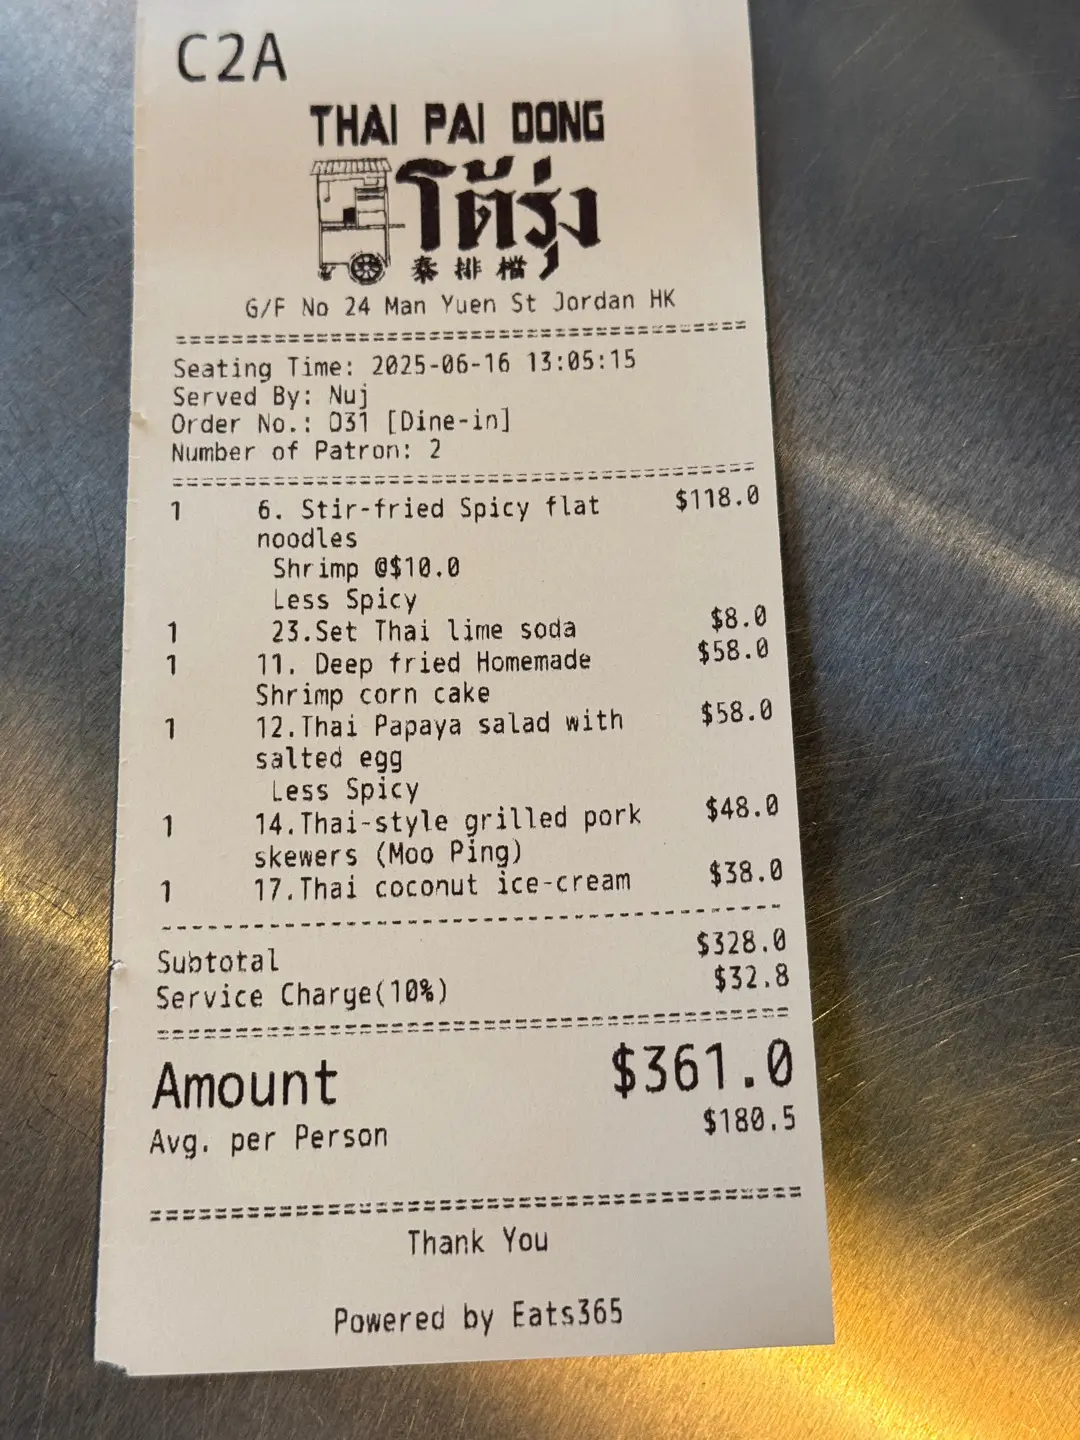 C2A
THAI PAI DONG
โต้รุ่ง
泰排檔
G/F No 24 Man Yuen St Jordan HK
Seating Time: 2025-06-16 13:05:15
Served By: Nuj
Order No.: 031 [Dine-in]
Number of Patron: 2
1 6. Stir-fried Spicy flat $118.0
noodles
Shrimp @$10.0
Less Spicy
1 23.Set Thai lime soda $8.0
1 11. Deep fried Homemade $58.0
Shrimp corn cake
1 12.Thai Papaya salad with $58.0
salted egg
Less Spicy
1 14.Thai-style grilled pork $48.0
skewers (Moo Ping)
1 17.Thai coconut ice-cream $38.0
Subtotal $328.0
Service Charge(10%) $32.8
Amount $361.0
Avg. per Person $180.5
Thank You
Powered by Eats365